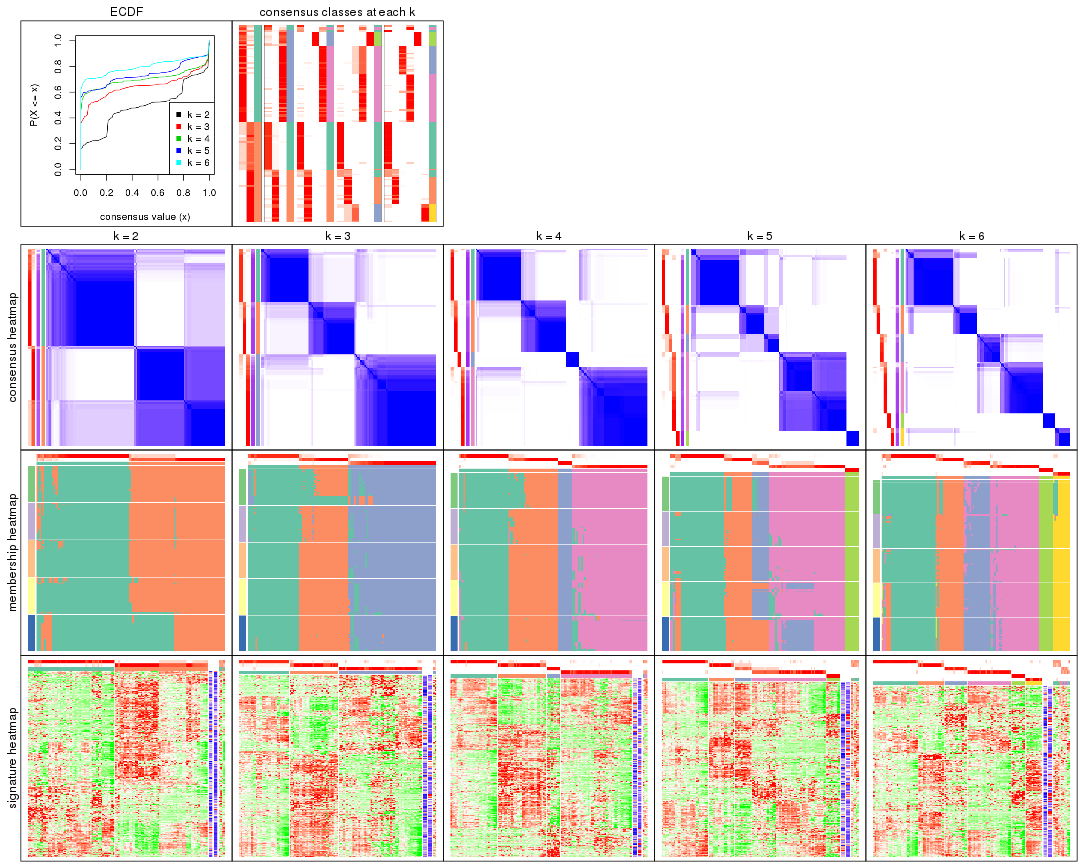 ECDF
consensus classes at each k
P(X <= x)
0.0
0.2
0.4
0.6
0.8
1.0
k = 2
k = 3
k = 4
k = 5
k = 6
0.0 0.2 0.4 0.6 0.8 1.0
consensus value (x)
k = 2
k = 3
k = 4
k = 5
k = 6
consensus heatmap
membership heatmap
signature heatmap